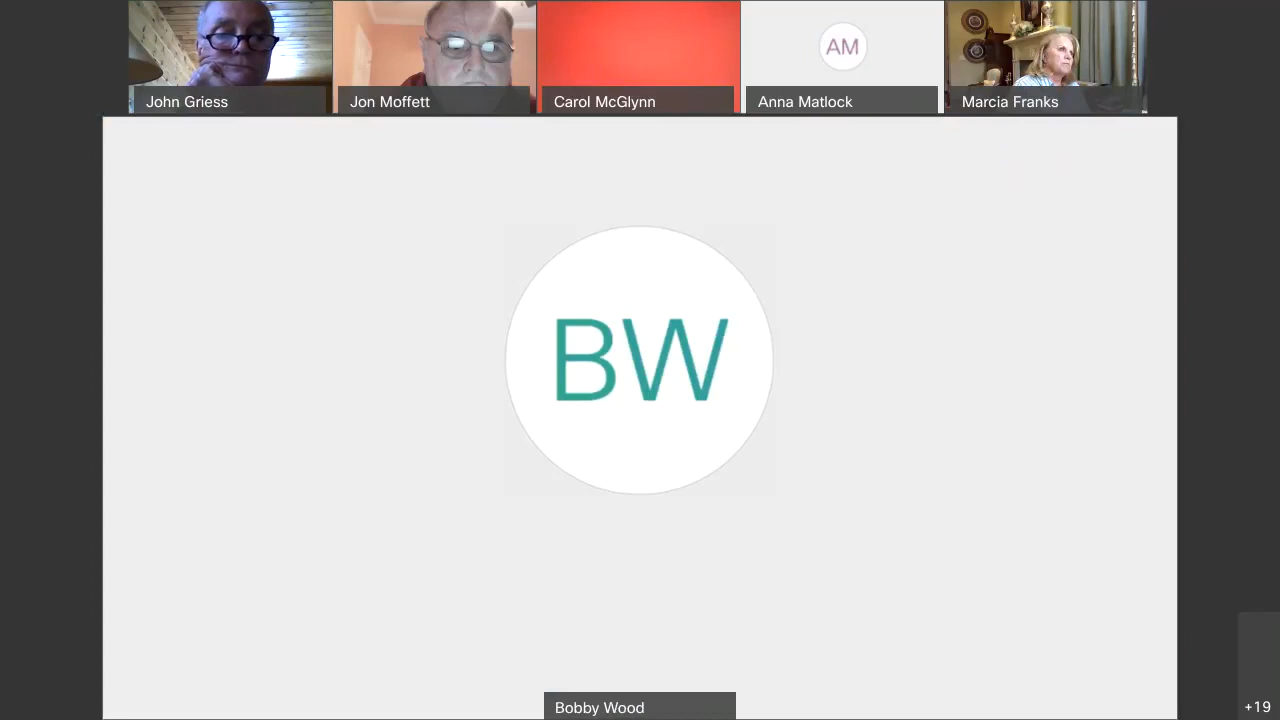 John Griess
Jon Moffett
Carol McGlynn
AM
Anna Matlock
Marcia Franks
BW
Bobby Wood
+19